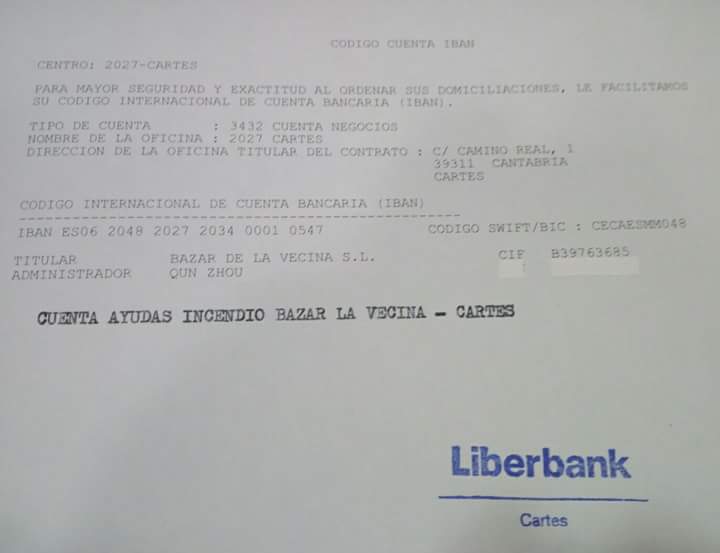 CODIGO CUENTA IBAN
CENTRO: 2027-CARTES
PARA MAYOR SEGURIDAD Y EXACTITUD AL ORDENAR SUS DOMICILIACIONES, LE FACILITAMOS
SU CODIGO INTERNACIONAL DE CUENTA BANCARIA (IBAN).
TIPO DE CUENTA : 3432 CUENTA NEGOCIOS
NOMBRE DE LA OFICINA : 2027 CARTES
DIRECCION DE LA OFICINA TITULAR DEL CONTRATO : C/ CAMINO REAL, 1
39311 CANTABRIA
CARTES
CODIGO INTERNACIONAL DE CUENTA BANCARIA (IBAN)
IBAN ES06 2048 2027 2034 0001 0547 CODIGO SWIFT/BIC : CECAESMM048
TITULAR BAZAR DE LA VECINA S.L. CIF B39763685
ADMINISTRADOR QUN ZHOU
CUENTA AYUDAS INCENDIO BAZAR LA VECINA - CARTES
Liberbank
Cartes